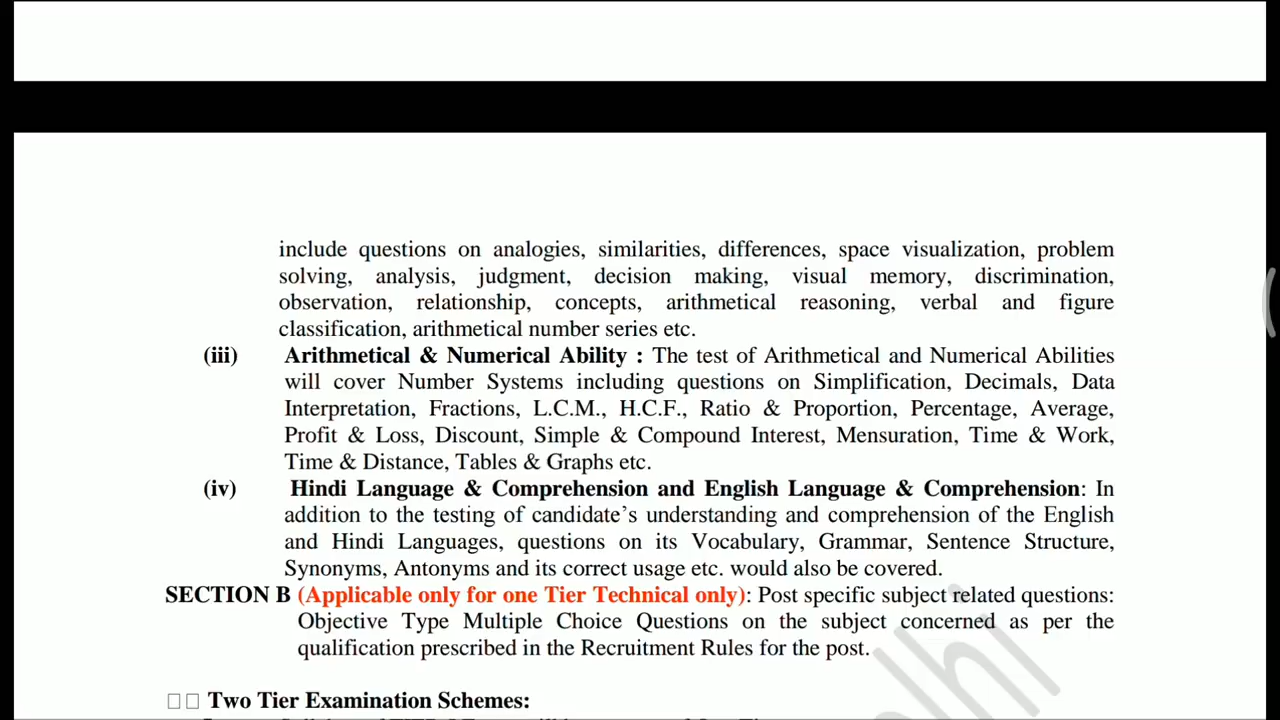 include questions on analogies, similarities, differences, space visualization, problem
solving, analysis, judgment, decision making, visual memory, discrimination,
observation, relationship, concepts, arithmetical reasoning, verbal and figure
classification, arithmetical number series etc.
(iii) Arithmetical & Numerical Ability : The test of Arithmetical and Numerical Abilities
will cover Number Systems including questions on Simplification, Decimals, Data
Interpretation, Fractions, L.C.M., H.C.F., Ratio & Proportion, Percentage, Average,
Profit & Loss, Discount, Simple & Compound Interest, Mensuration, Time & Work,
Time & Distance, Tables & Graphs etc.
(iv) Hindi Language & Comprehension and English Language & Comprehension: In
addition to the testing of candidate’s understanding and comprehension of the English
and Hindi Languages, questions on its Vocabulary, Grammar, Sentence Structure,
Synonyms, Antonyms and its correct usage etc. would also be covered.
SECTION B (Applicable only for one Tier Technical only): Post specific subject related questions:
Objective Type Multiple Choice Questions on the subject concerned as per the
qualification prescribed in the Recruitment Rules for the post.
Two Tier Examination Schemes: